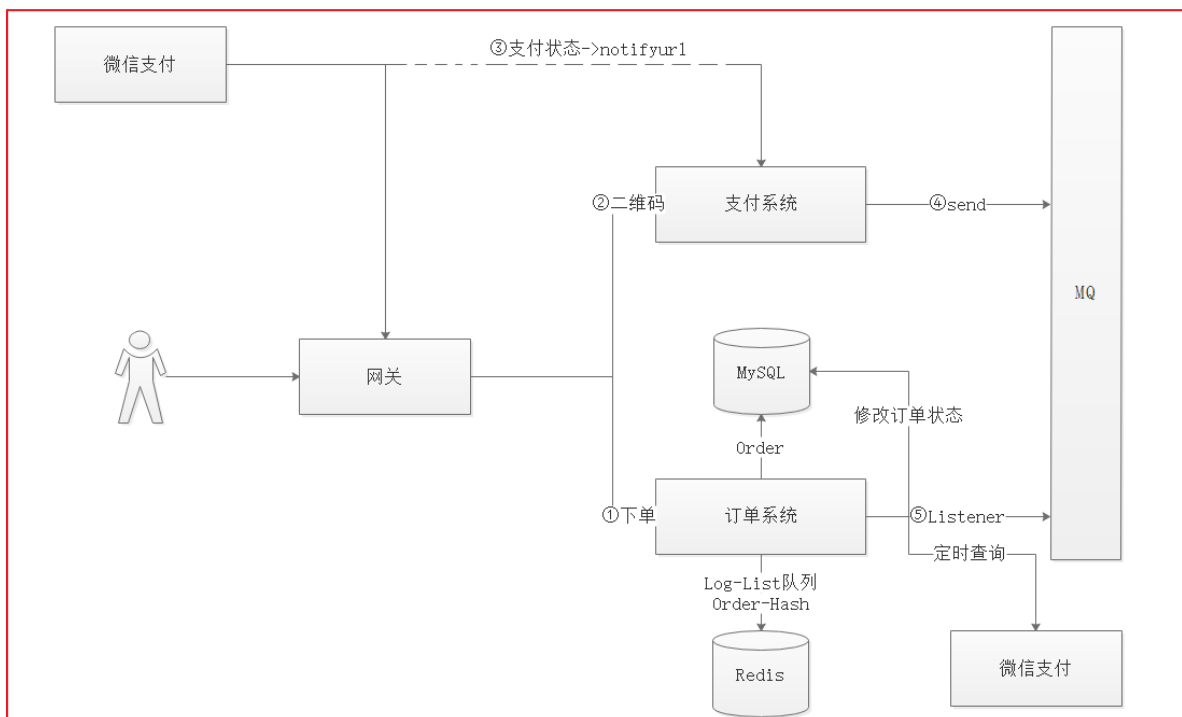 ③支付状态->notifyurl
微信支付
②二维码
支付系统
④send
MQ
网关
MySQL
修改订单状态
Order
①下单
订单系统
⑤Listener
定时查询
Log-List队列
Order-Hash
Redis
微信支付